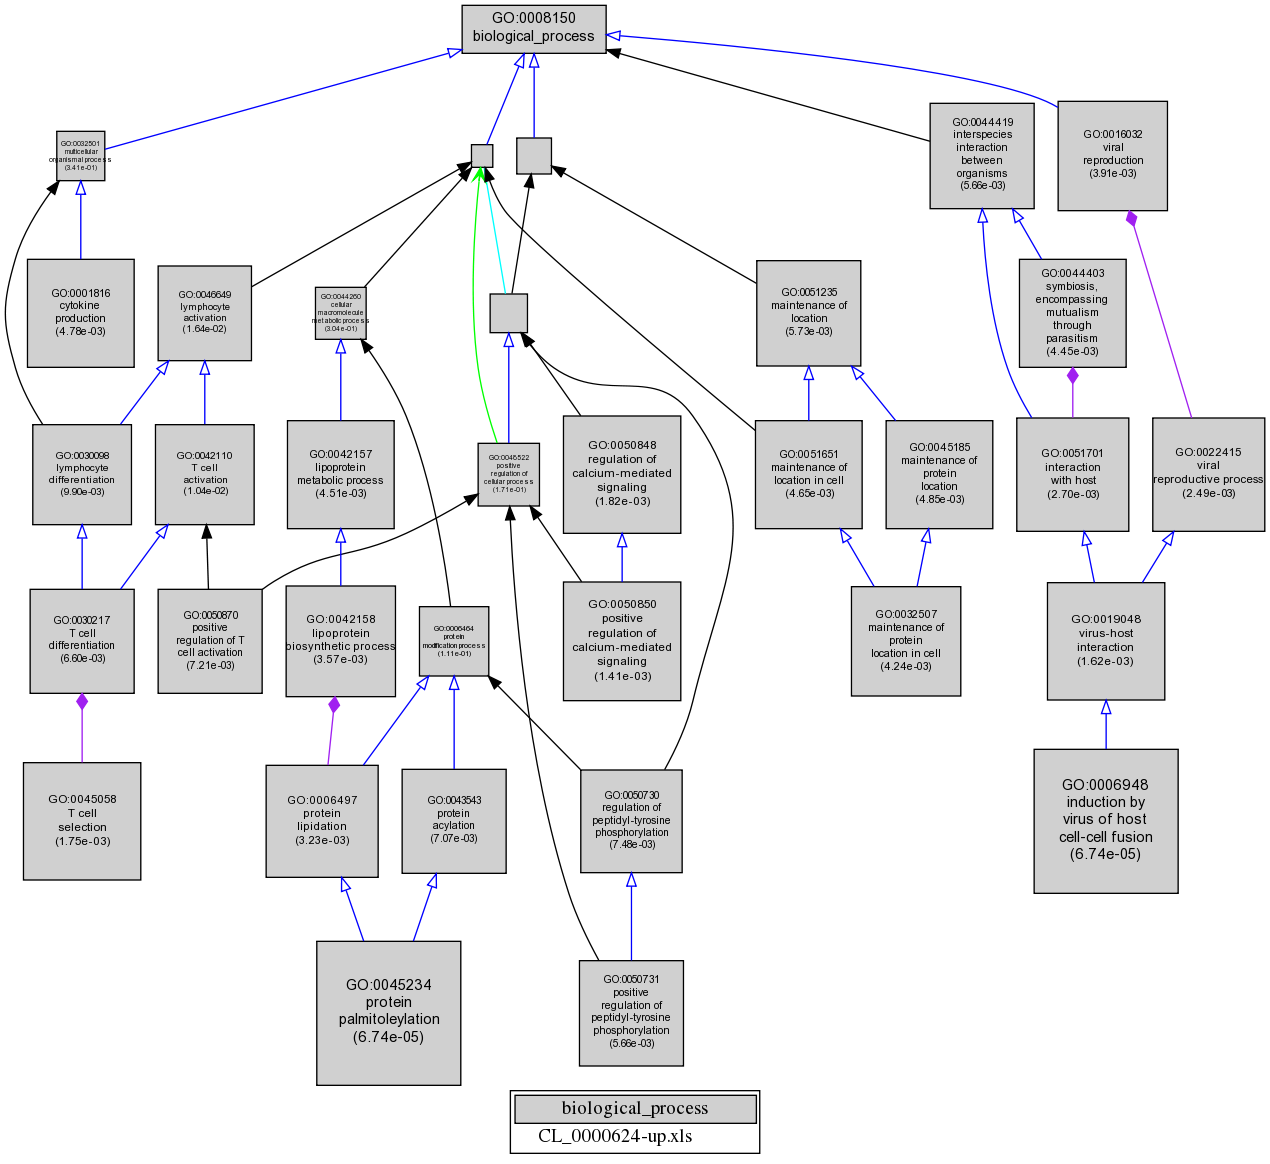 GO:0008150
biological_process
GO:0032501
multicellular
organismal process
(3.41e-01)
GO:0044419
interspecies
interaction
between
organisms
(5.66e-03)
GO:0016032
viral
reproduction
(3.91e-03)
GO:0001816
cytokine
production
(4.78e-03)
GO:0046649
lymphocyte
activation
(1.64e-02)
GO:0044260
cellular
macromolecule
metabolic process
(3.04e-01)
GO:0051235
maintenance of
location
(5.73e-03)
GO:0044403
symbiosis,
encompassing
mutualism
through
parasitism
(4.45e-03)
GO:0030098
lymphocyte
differentiation
(9.90e-03)
GO:0042110
T cell
activation
(1.04e-02)
GO:0042157
lipoprotein
metabolic process
(4.51e-03)
GO:0048522
positive
regulation of
cellular process
(1.71e-01)
GO:0050848
regulation of
calcium-mediated
signaling
(1.82e-03)
GO:0051651
maintenance of
location in cell
(4.65e-03)
GO:0045185
maintenance of
protein
location
(4.85e-03)
GO:0051701
interaction
with host
(2.70e-03)
GO:0022415
viral
reproductive process
(2.49e-03)
GO:0030217
T cell
differentiation
(6.60e-03)
GO:0050870
positive
regulation of T
cell activation
(7.21e-03)
GO:0042158
lipoprotein
biosynthetic process
(3.57e-03)
GO:0006464
protein
modification process
(1.11e-01)
GO:0050850
positive
regulation of
calcium-mediated
signaling
(1.41e-03)
GO:0032507
maintenance of
protein
location in cell
(4.24e-03)
GO:0019048
virus-host
interaction
(1.62e-03)
GO:0045058
T cell
selection
(1.75e-03)
GO:0006497
protein
lipidation
(3.23e-03)
GO:0043543
protein
acylation
(7.07e-03)
GO:0050730
regulation of
peptidyl-tyrosine
phosphorylation
(7.48e-03)
GO:0006948
induction by
virus of host
cell-cell fusion
(6.74e-05)
GO:0045234
protein
palmitoleylation
(6.74e-05)
GO:0050731
positive
regulation of
peptidyl-tyrosine
phosphorylation
(5.66e-03)
biological_process
CL_0000624-up.xls